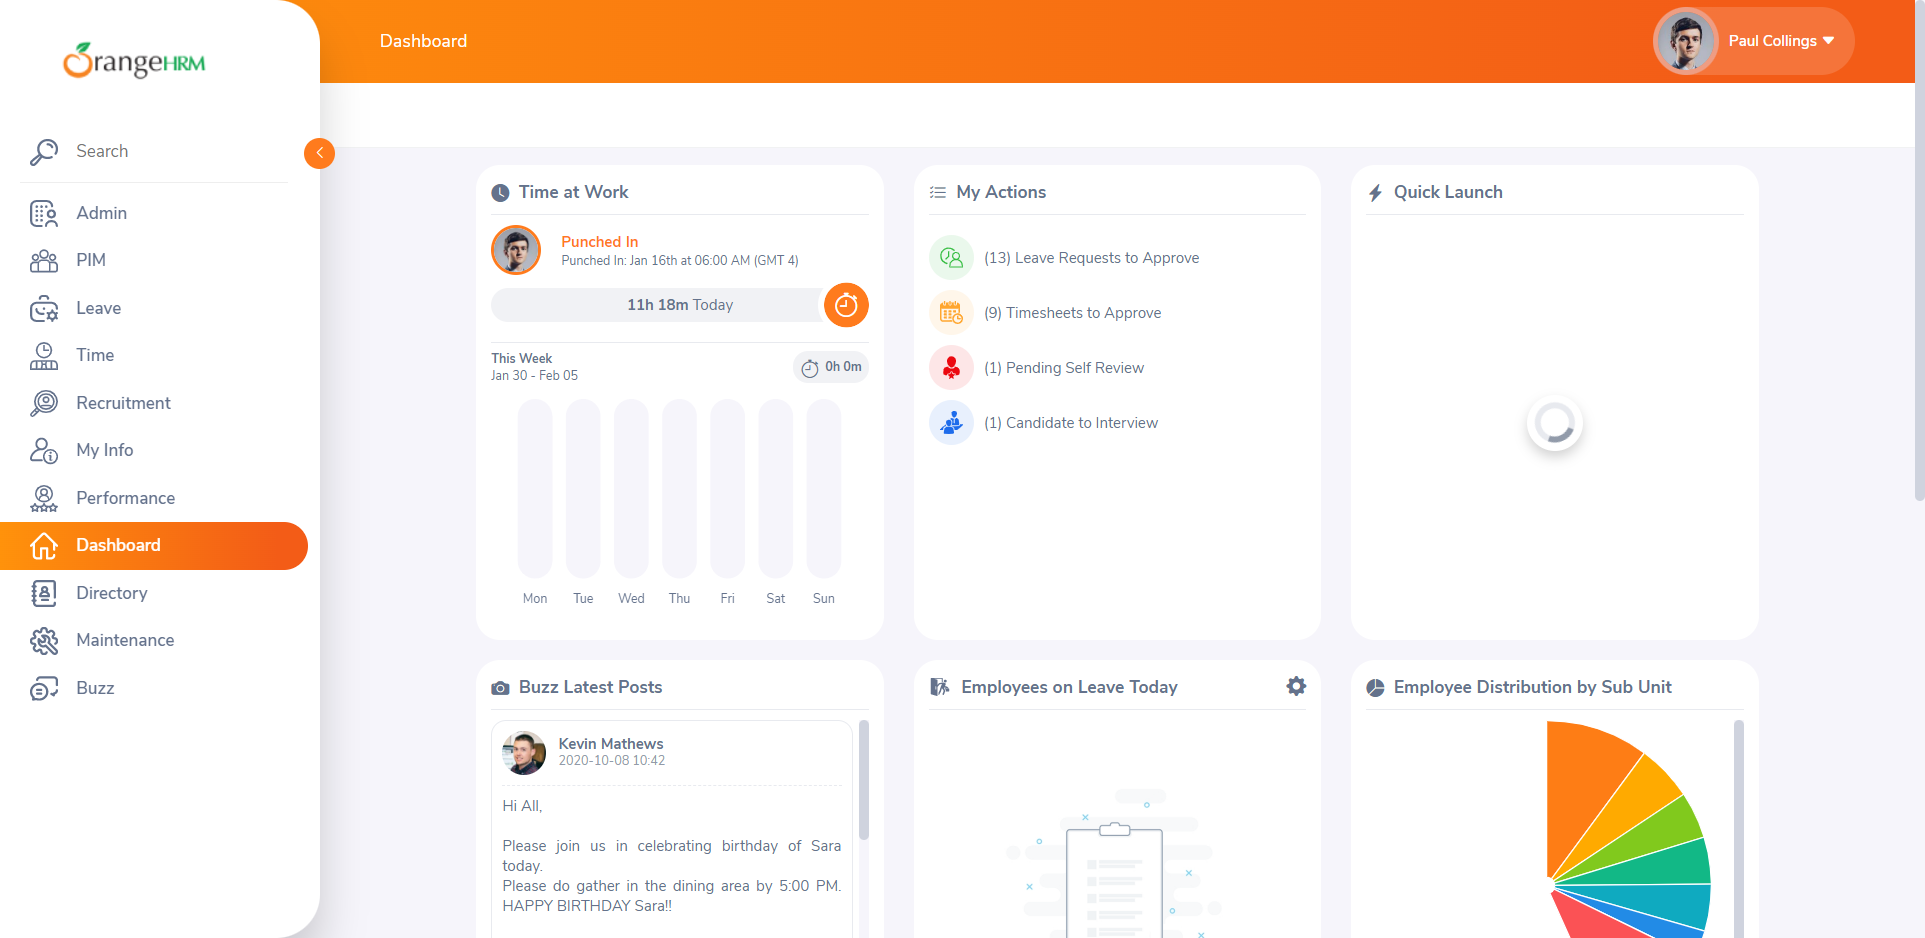 OrangeHRM
Search
Admin
PIM
Leave
Time
Recruitment
My Info
Performance
Dashboard
Directory
Maintenance
Buzz
Dashboard
Paul Collings
Time at Work
Punched In
Punched In: Jan 16th at 06:00 AM (GMT 4)
11h 18m Today
This Week
Jan 30 - Feb 05
0h 0m
Mon Tue Wed Thu Fri Sat Sun
My Actions
(13) Leave Requests to Approve
(9) Timesheets to Approve
(1) Pending Self Review
(1) Candidate to Interview
Quick Launch
Buzz Latest Posts
Kevin Mathews
2020-10-08 10:42
Hi All,
Please join us in celebrating birthday of Sara
today.
Please do gather in the dining area by 5:00 PM.
HAPPY BIRTHDAY Sara!!
Employees on Leave Today
Employee Distribution by Sub Unit